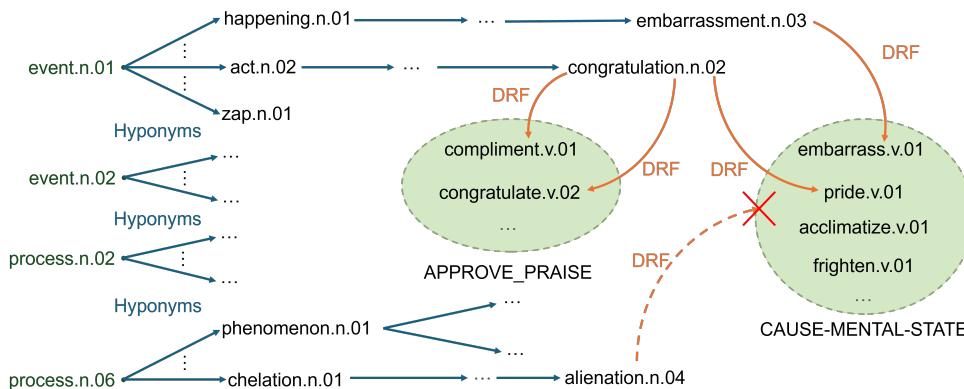 happening.n.01 ... embarrassment.n.03
⋮
DRF
event.n.01 act.n.02 ... congratulation.n.02
⋮
DRF
zap.n.01
Hyponyms
compliment.v.01 embarrass.v.01
...
event.n.02 ⋮ DRF DRF
congratulate.v.02 pride.v.01
...
Hyponyms ... acclimatize.v.01
...
process.n.02 ⋮ DRF frighten.v.01
... APPROVE_PRAISE
...
Hyponyms ...
phenomenon.n.01 CAUSE-MENTAL-STATE
⋮ ...
process.n.06 chelation.n.01 ... alienation.n.04